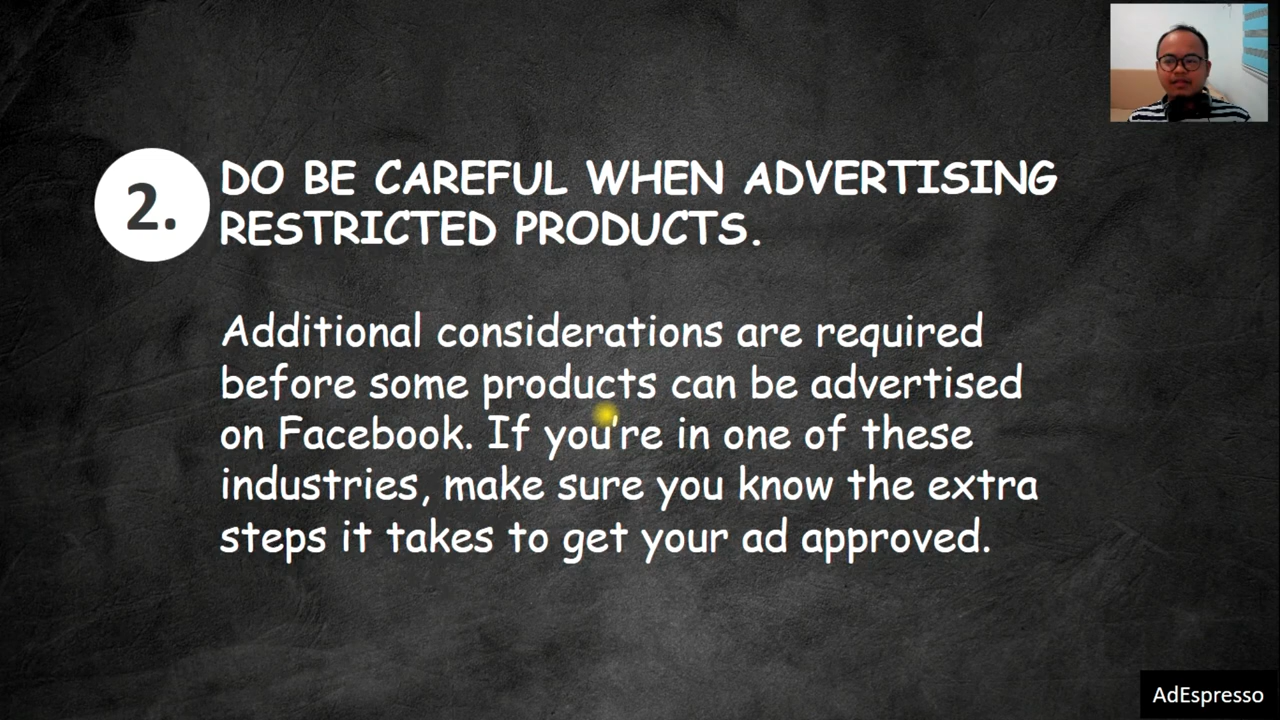 2.
DO BE CAREFUL WHEN ADVERTISING
RESTRICTED PRODUCTS.
Additional considerations are required
before some products can be advertised
on Facebook. If you're in one of these
industries, make sure you know the extra
steps it takes to get your ad approved.
AdEspresso